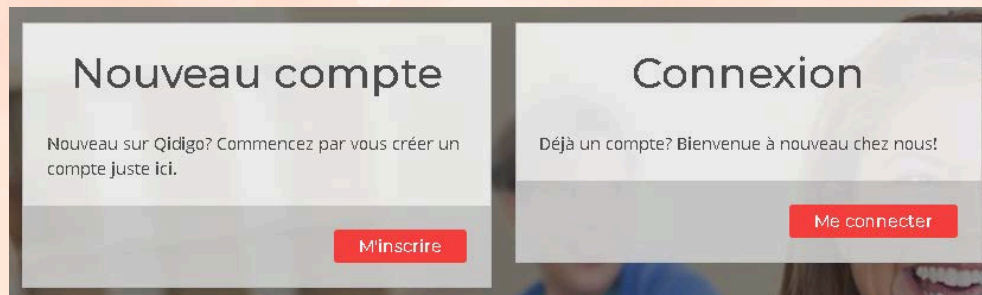 Nouveau compte
Nouveau sur Qidigo? Commencez par vous créer un
compte juste ici.
M'inscrire
Connexion
Déjà un compte? Bienvenue à nouveau chez nous!
Me connecter